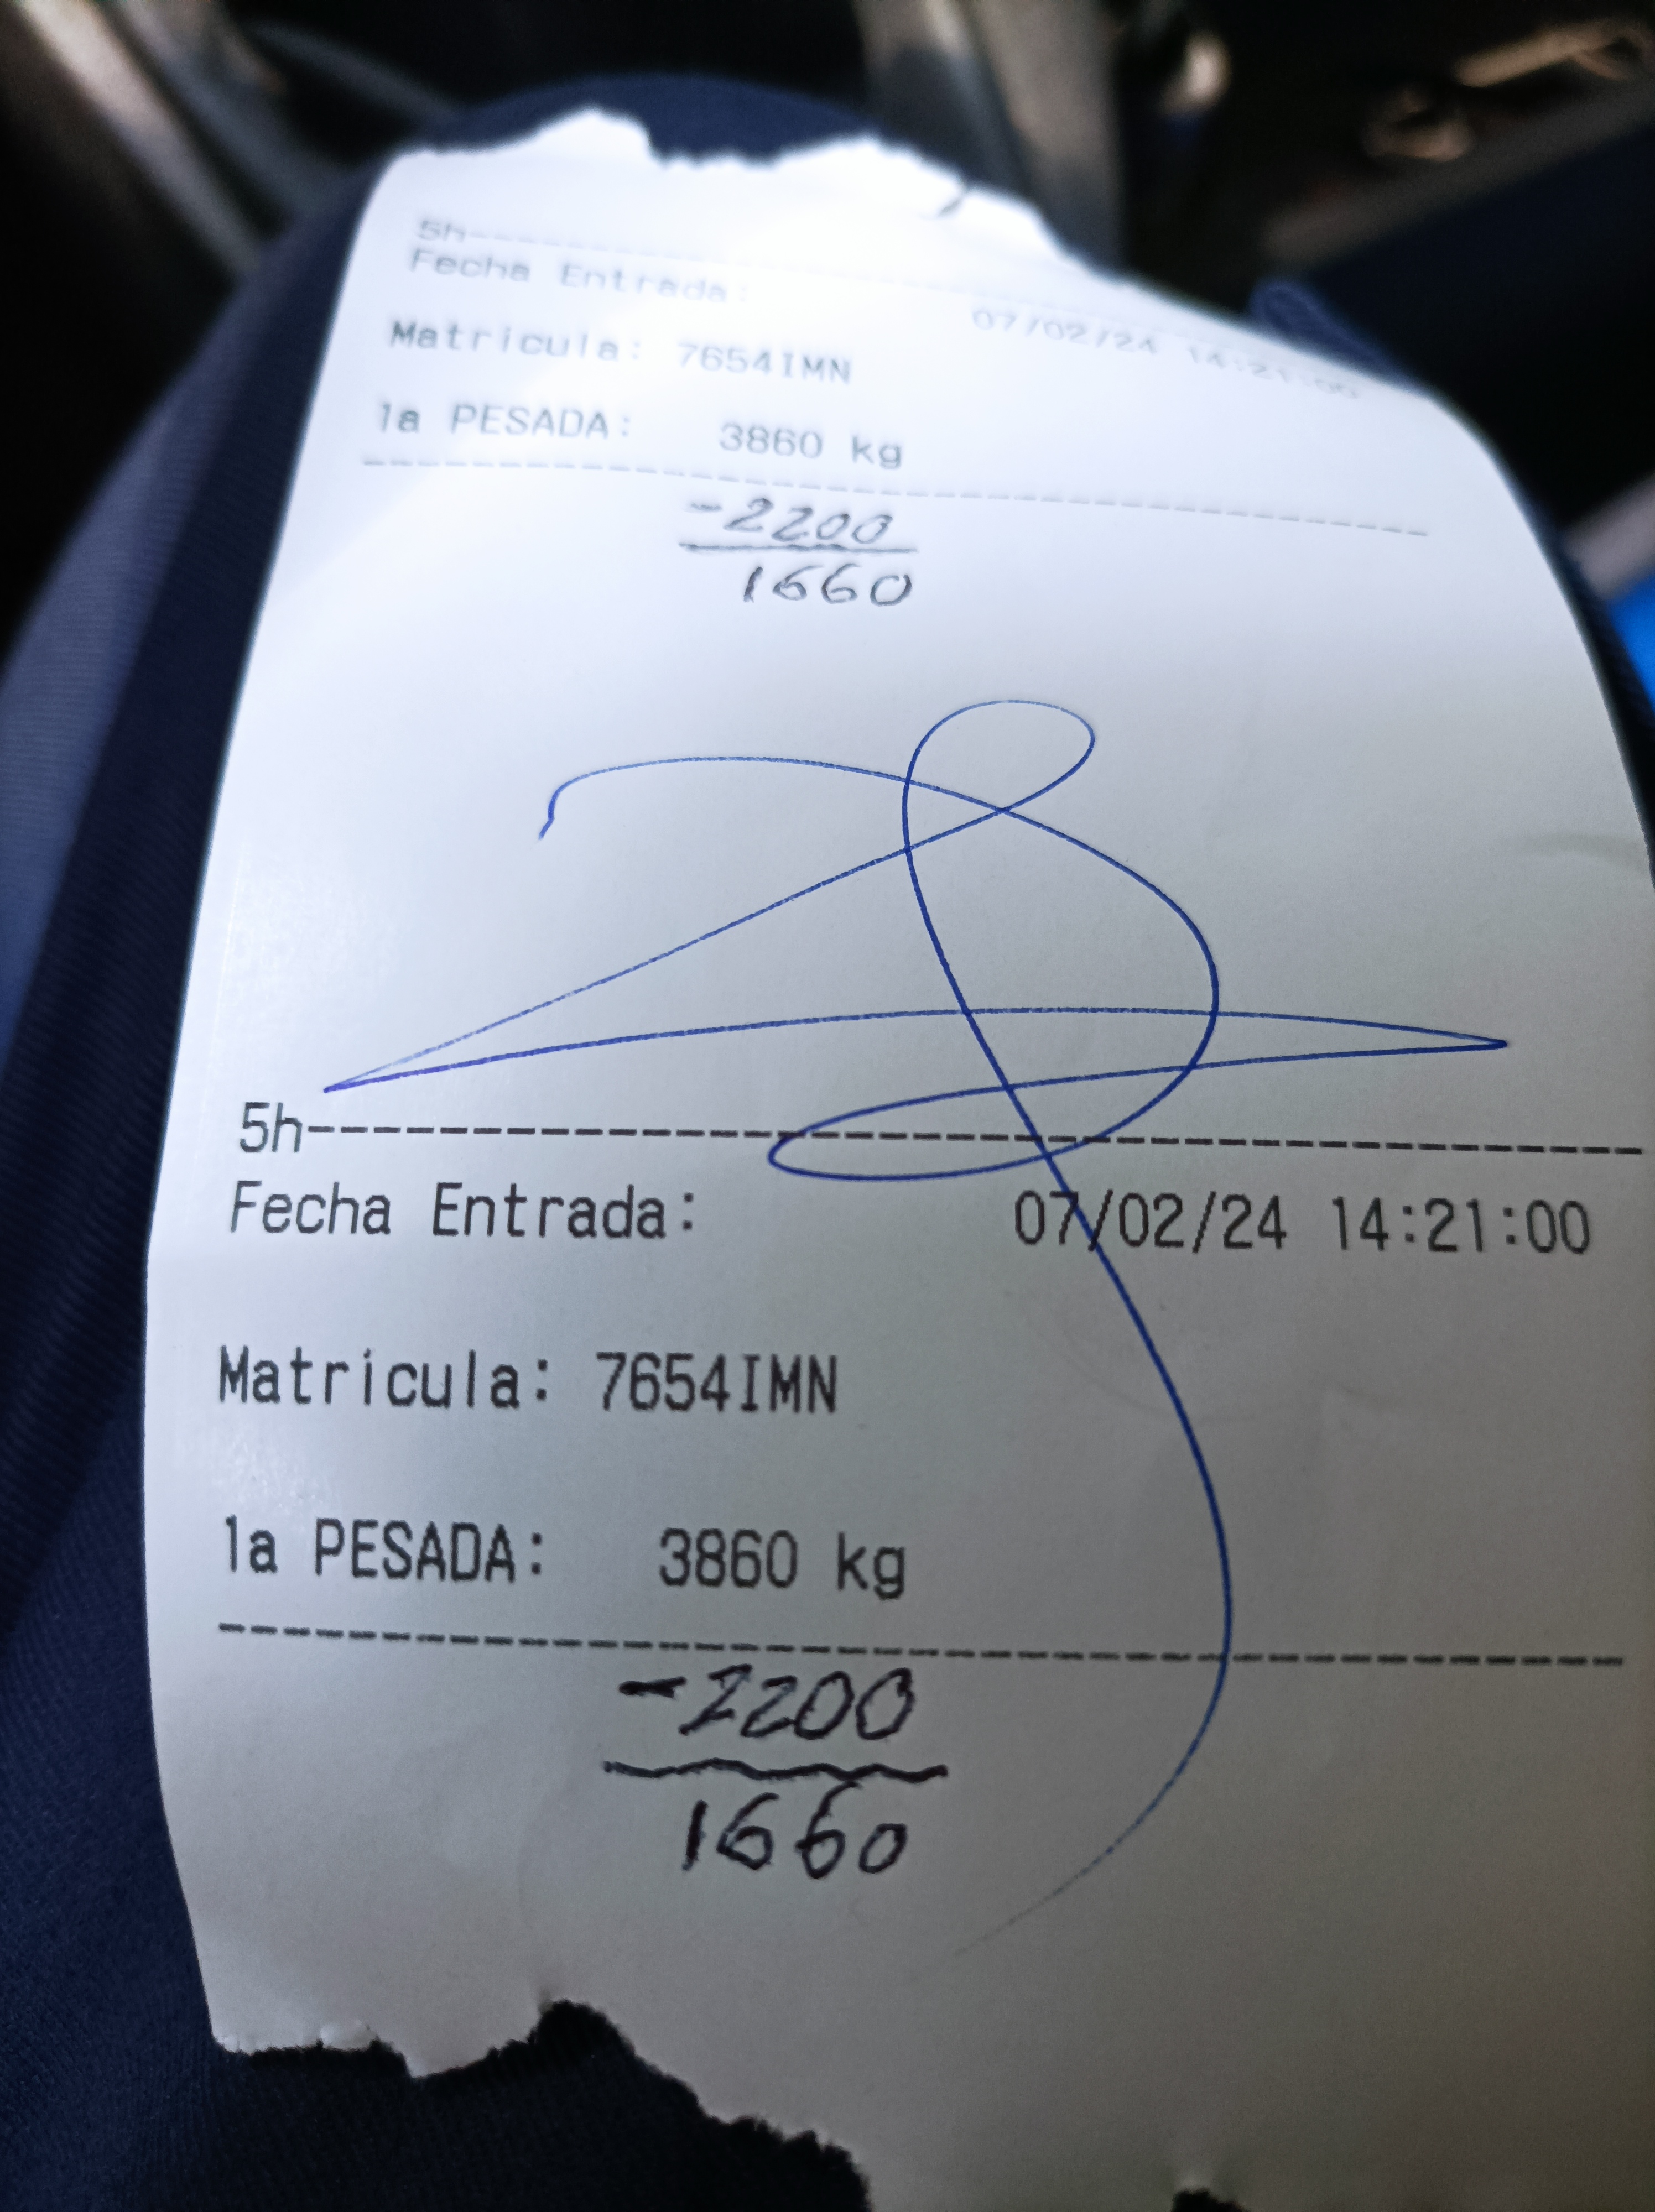 5h------------------------------
Fecha Entrada: 07/02/24 14:21:00
Matricula: 7654IMN
1a PESADA: 3860 kg
--------------------------------
-2200
1660
5h------------------------------
Fecha Entrada: 07/02/24 14:21:00
Matricula: 7654IMN
1a PESADA: 3860 kg
--------------------------------
-2200
1660